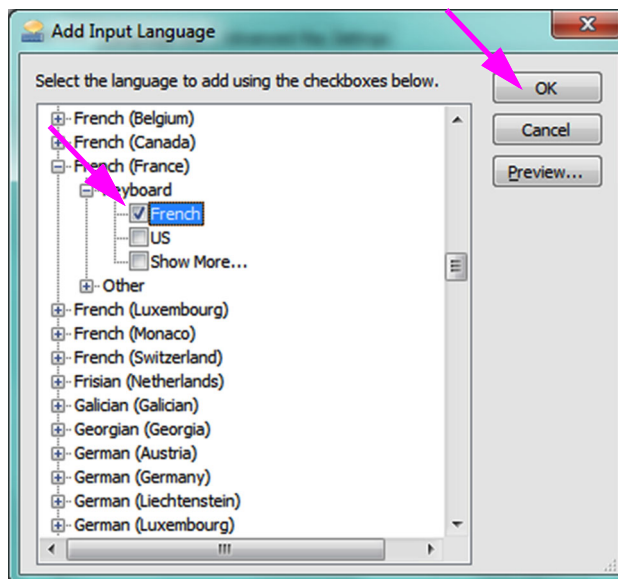 Add Input Language
Select the language to add using the checkboxes below.
OK
Cancel
Preview...
French (Belgium)
French (Canada)
French (France)
Keyboard
French
US
Show More...
Other
French (Luxembourg)
French (Monaco)
French (Switzerland)
Frisian (Netherlands)
Galician (Galician)
Georgian (Georgia)
German (Austria)
German (Germany)
German (Liechtenstein)
German (Luxembourg)